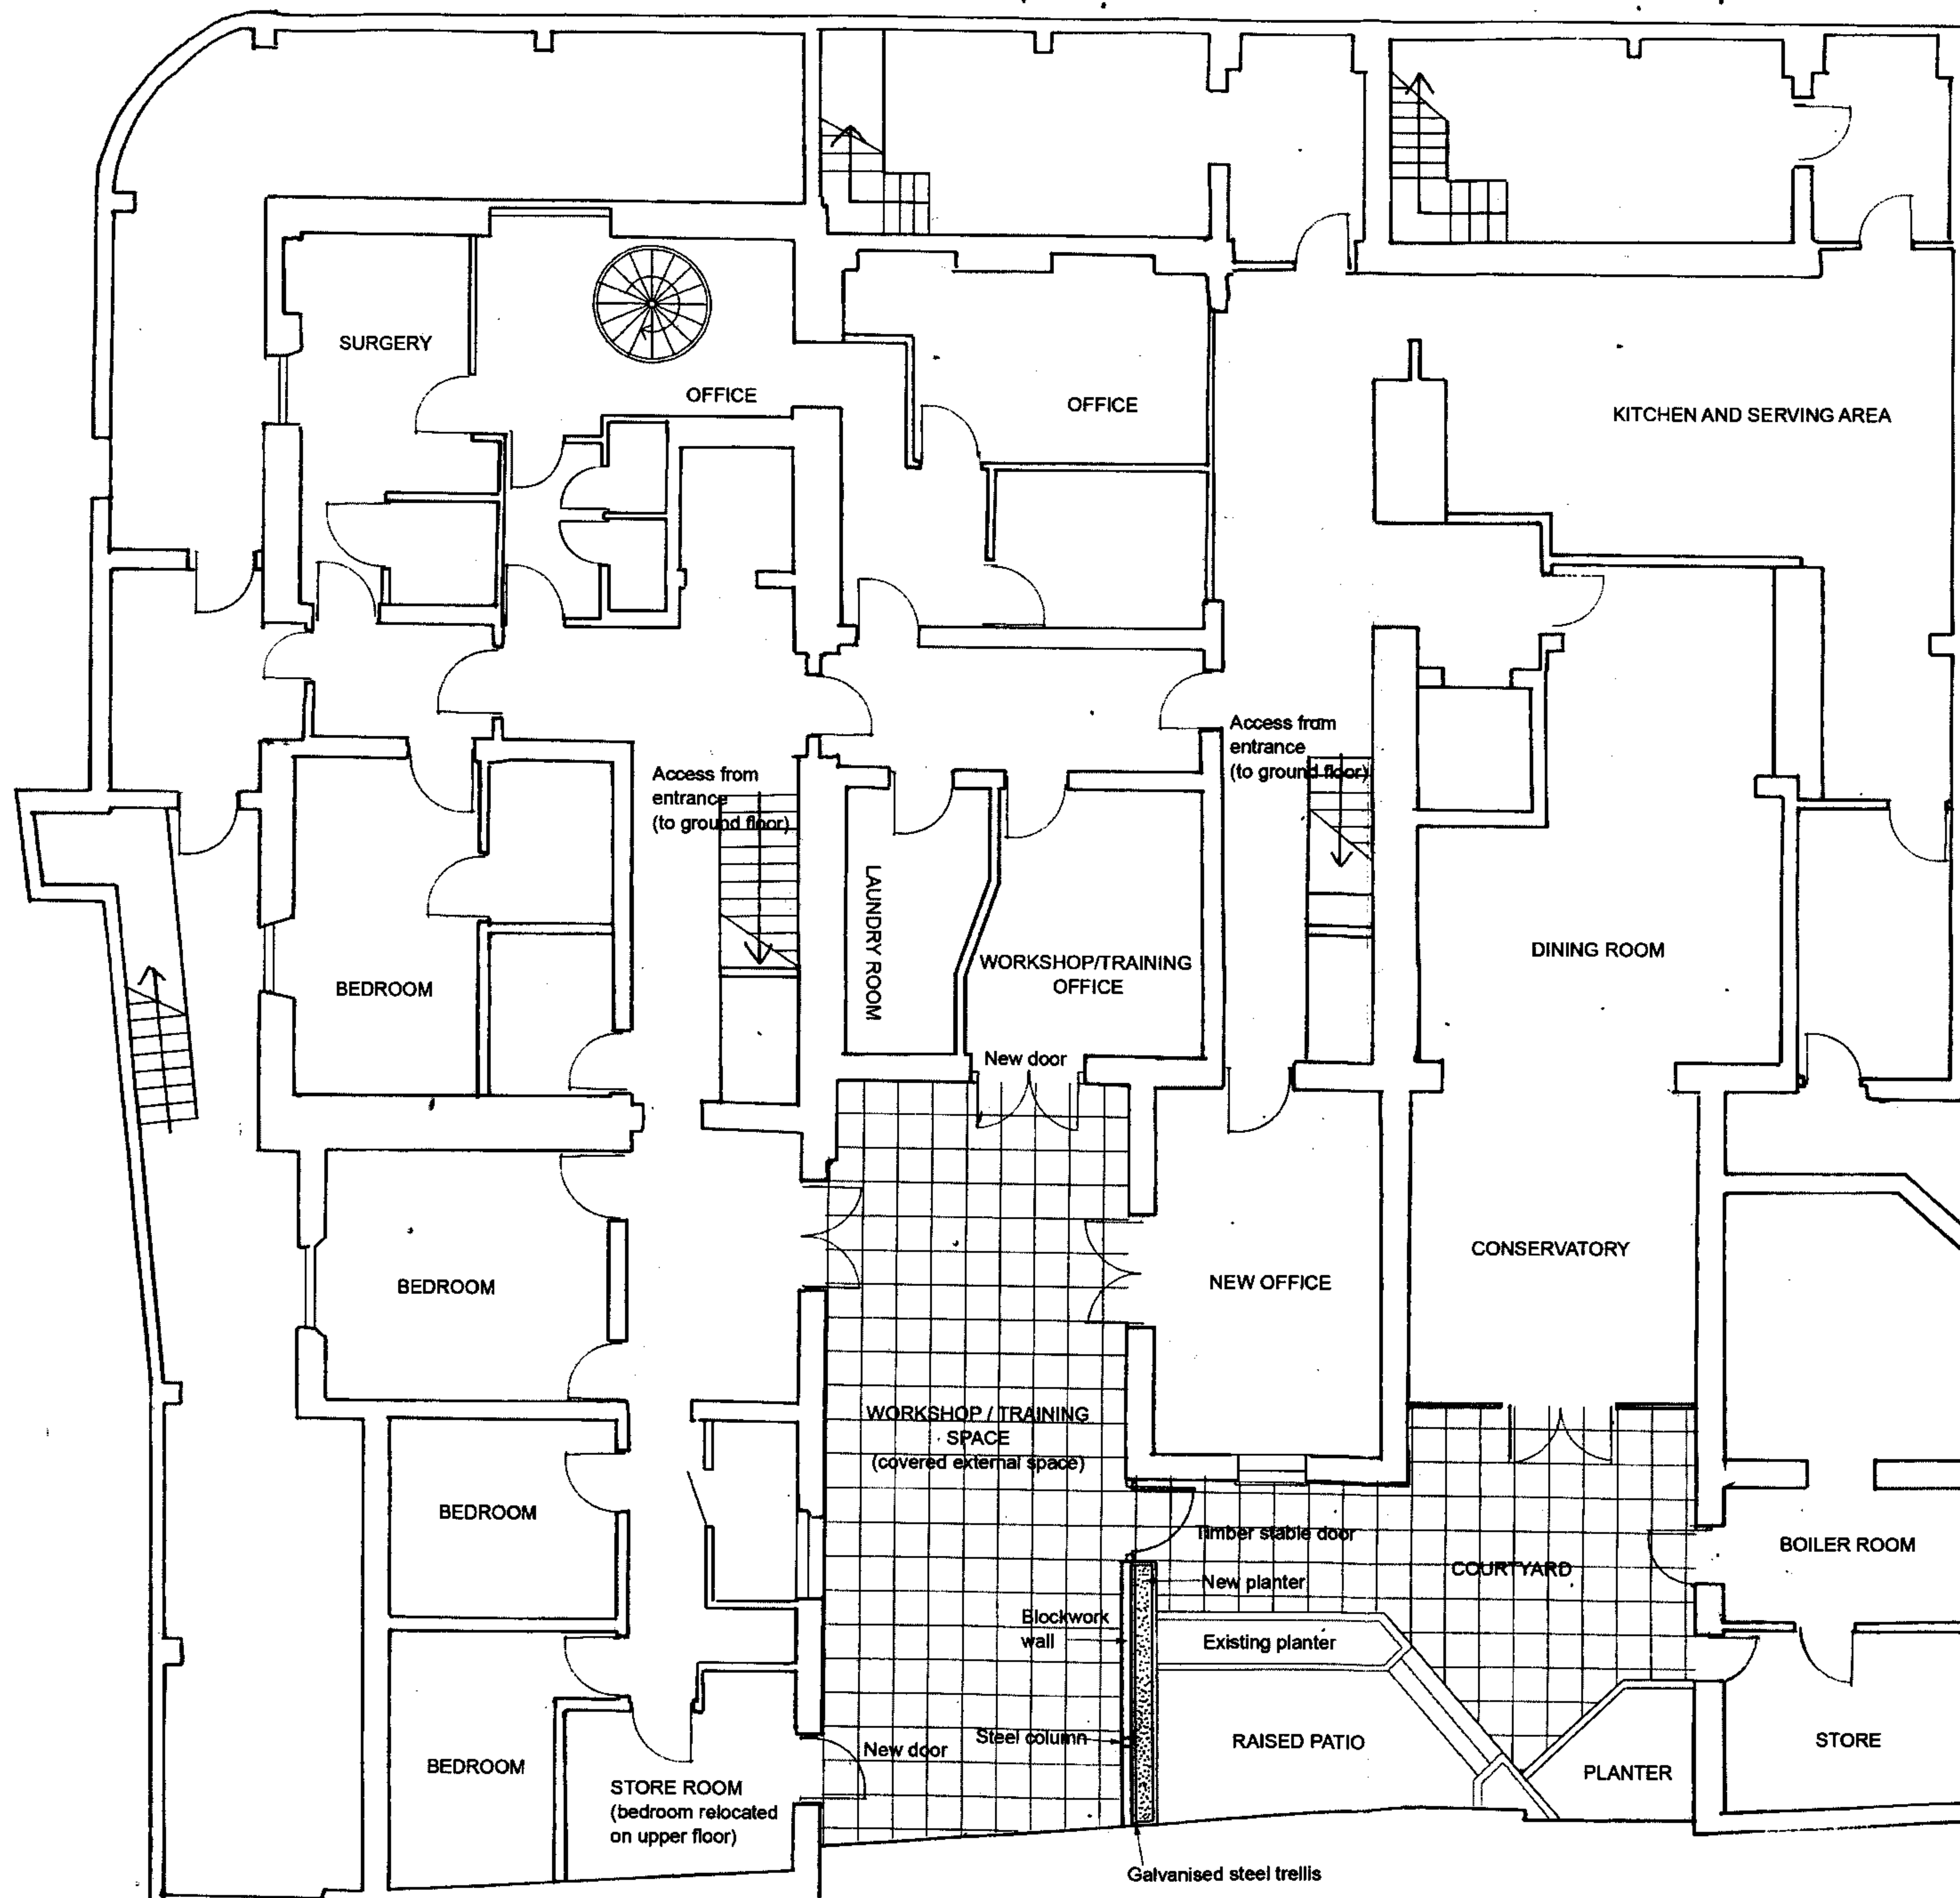 SURGERY
OFFICE
OFFICE
KITCHEN AND SERVING AREA
Access from
entrance
(to ground floor)
Access from
entrance
(to ground floor)
LAUNDRY ROOM
WORKSHOP/TRAINING
OFFICE
DINING ROOM
BEDROOM
New door
BEDROOM
NEW OFFICE
CONSERVATORY
WORKSHOP / TRAINING
SPACE
(covered external space)
BEDROOM
Timber stable door
COURTYARD
BOILER ROOM
New planter
Blockwork
wall
Existing planter
Steel column
RAISED PATIO
STORE
New door
BEDROOM
PLANTER
STORE ROOM
(bedroom relocated
on upper floor)
Galvanised steel trellis